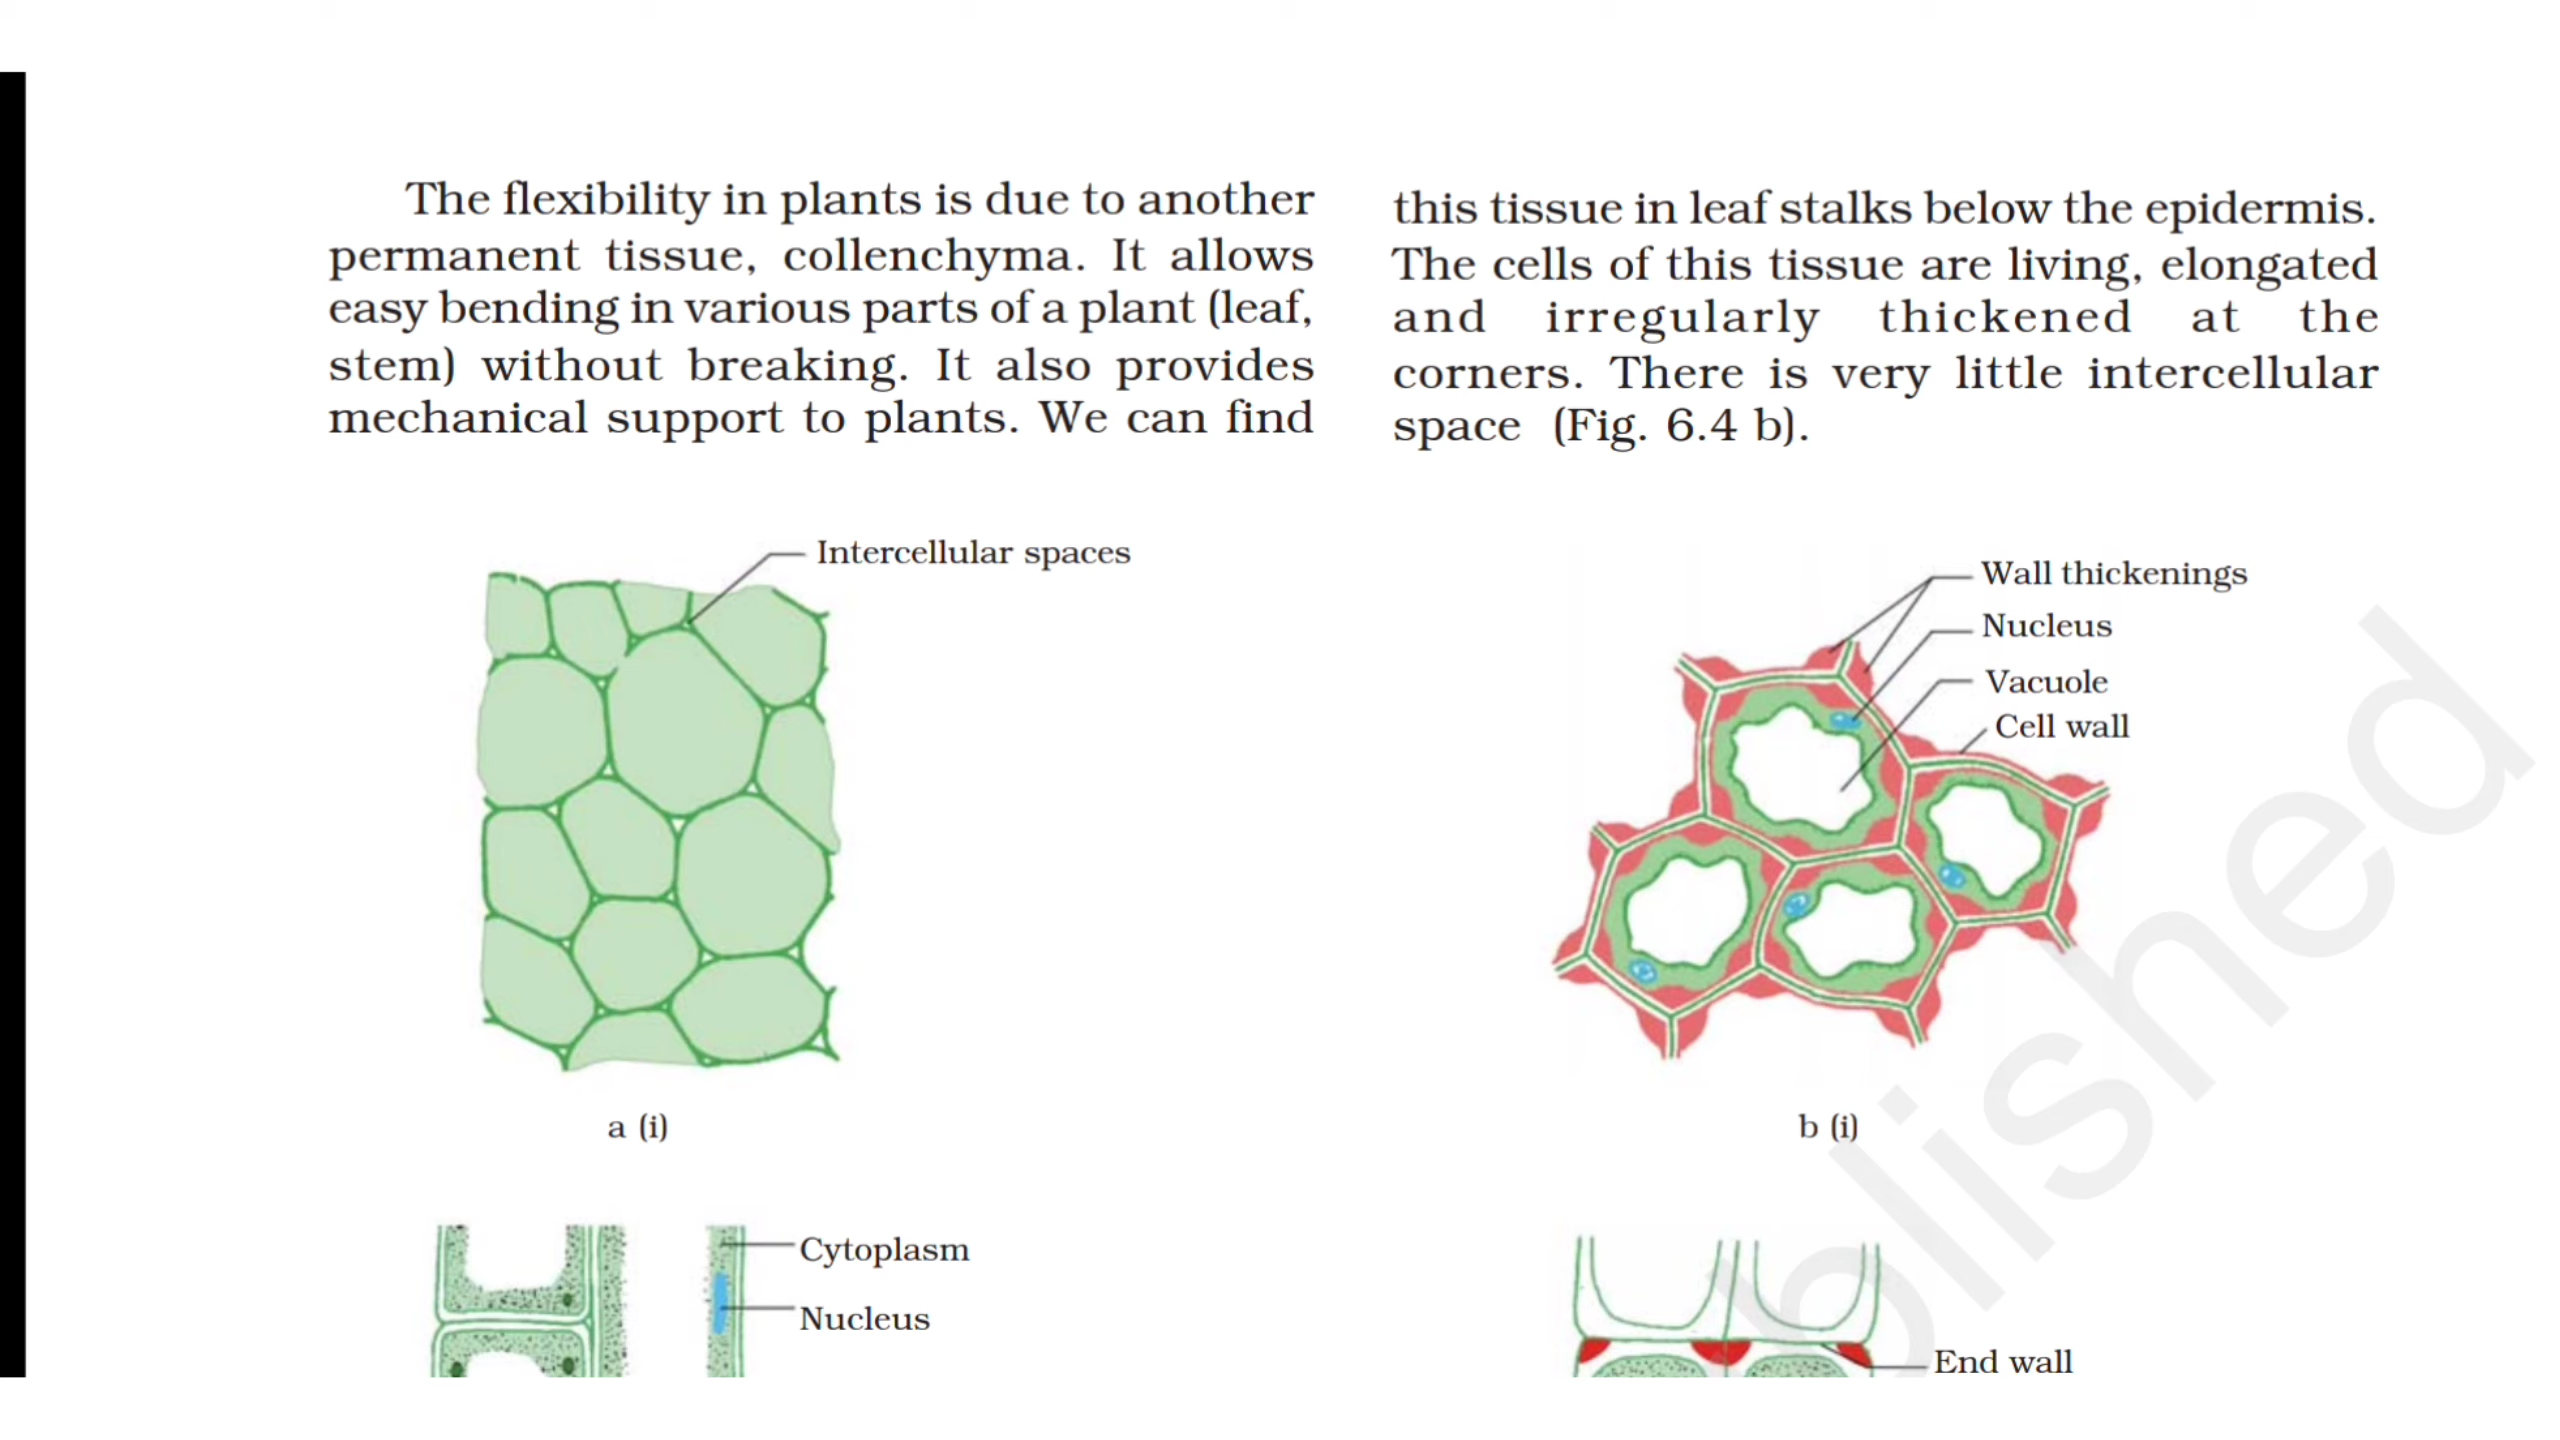 The flexibility in plants is due to another
permanent tissue, collenchyma. It allows
easy bending in various parts of a plant (leaf,
stem) without breaking. It also provides
mechanical support to plants. We can find
this tissue in leaf stalks below the epidermis.
The cells of this tissue are living, elongated
and irregularly thickened at the
corners. There is very little intercellular
space (Fig. 6.4 b).
Intercellular spaces
a (i)
Wall thickenings
Nucleus
Vacuole
Cell wall
b (i)
Cytoplasm
Nucleus
End wall
blished